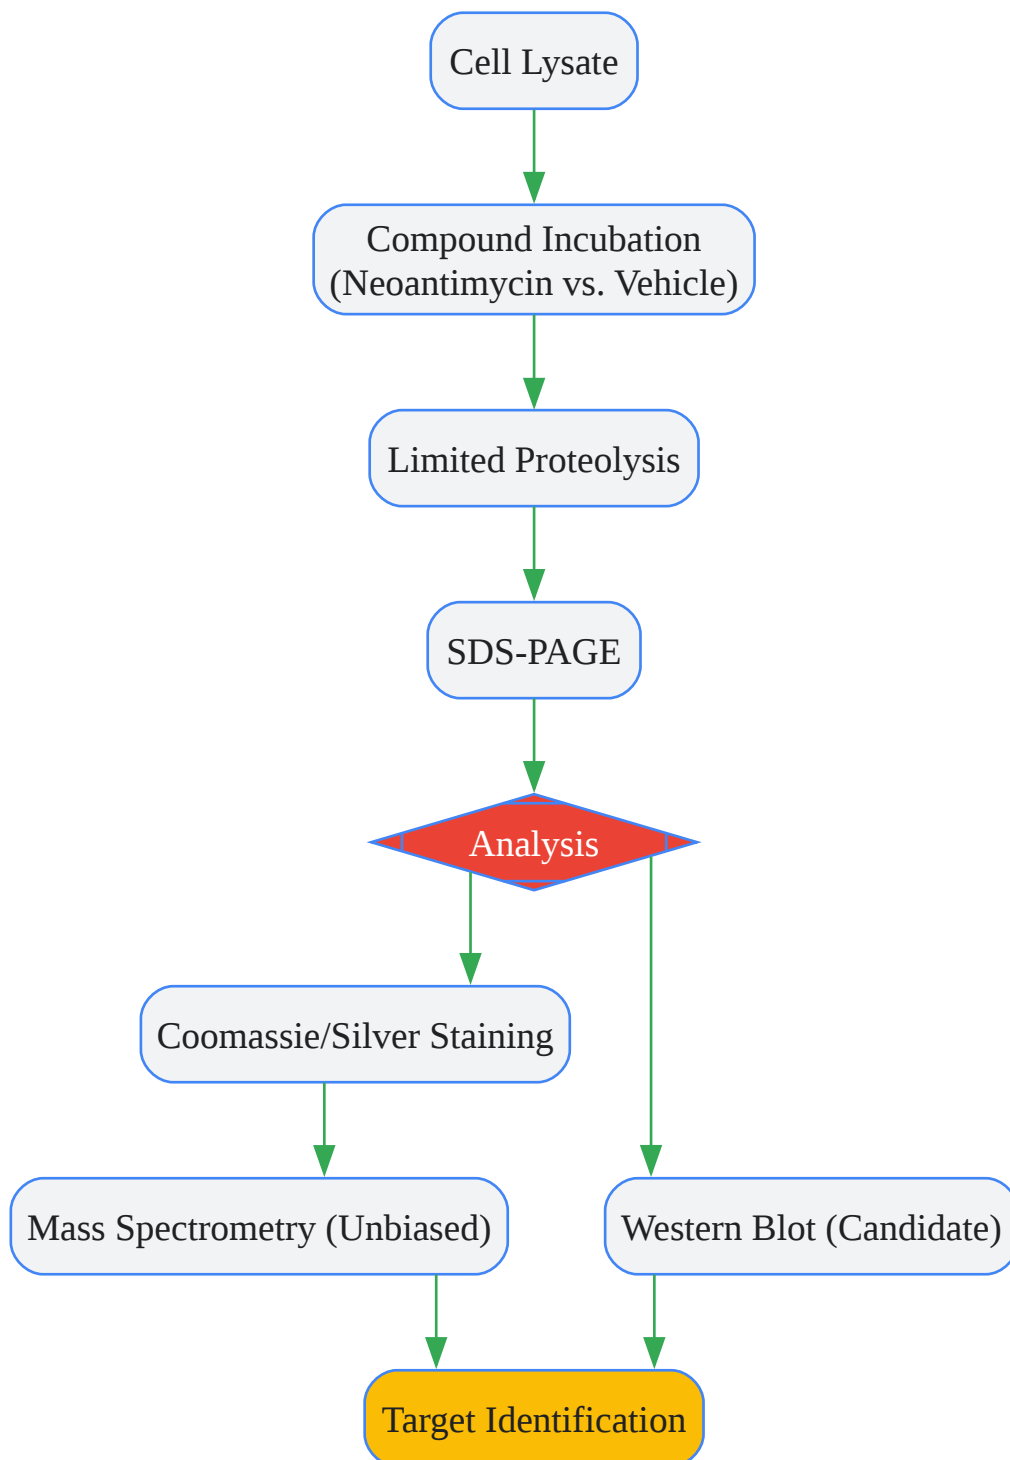 Cell Lysate
Compound Incubation
(Neoantimycin vs. Vehicle)
Limited Proteolysis
SDS-PAGE
Analysis
Coomassie/Silver Staining
Mass Spectrometry (Unbiased)
Western Blot (Candidate)
Target Identification